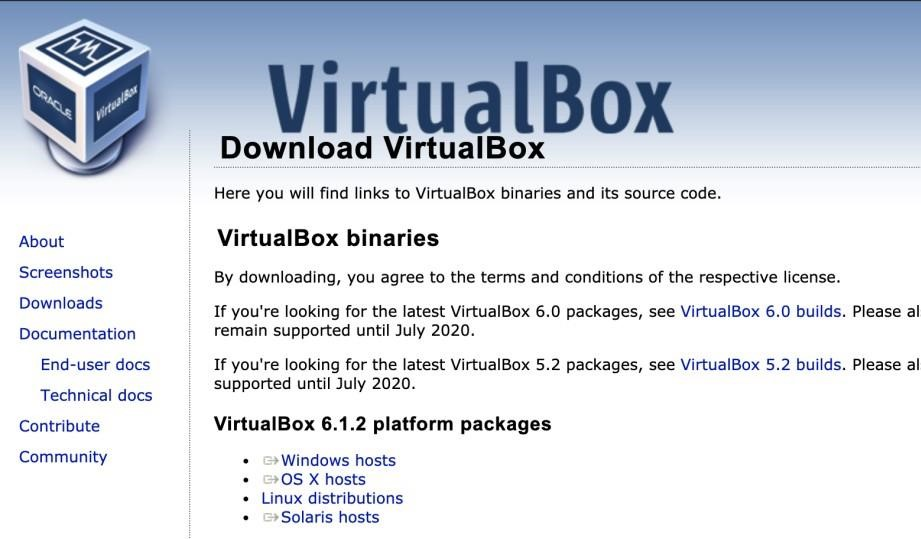 ORACLE
VirtualBox
VirtualBox
Download VirtualBox
Here you will find links to VirtualBox binaries and its source code.
About
VirtualBox binaries
Screenshots
By downloading, you agree to the terms and conditions of the respective license.
Downloads
If you're looking for the latest VirtualBox 6.0 packages, see VirtualBox 6.0 builds. Please al
remain supported until July 2020.
Documentation
End-user docs
If you're looking for the latest VirtualBox 5.2 packages, see VirtualBox 5.2 builds. Please al
supported until July 2020.
Technical docs
Contribute
VirtualBox 6.1.2 platform packages
Community
• Windows hosts
• OS X hosts
• Linux distributions
• Solaris hosts